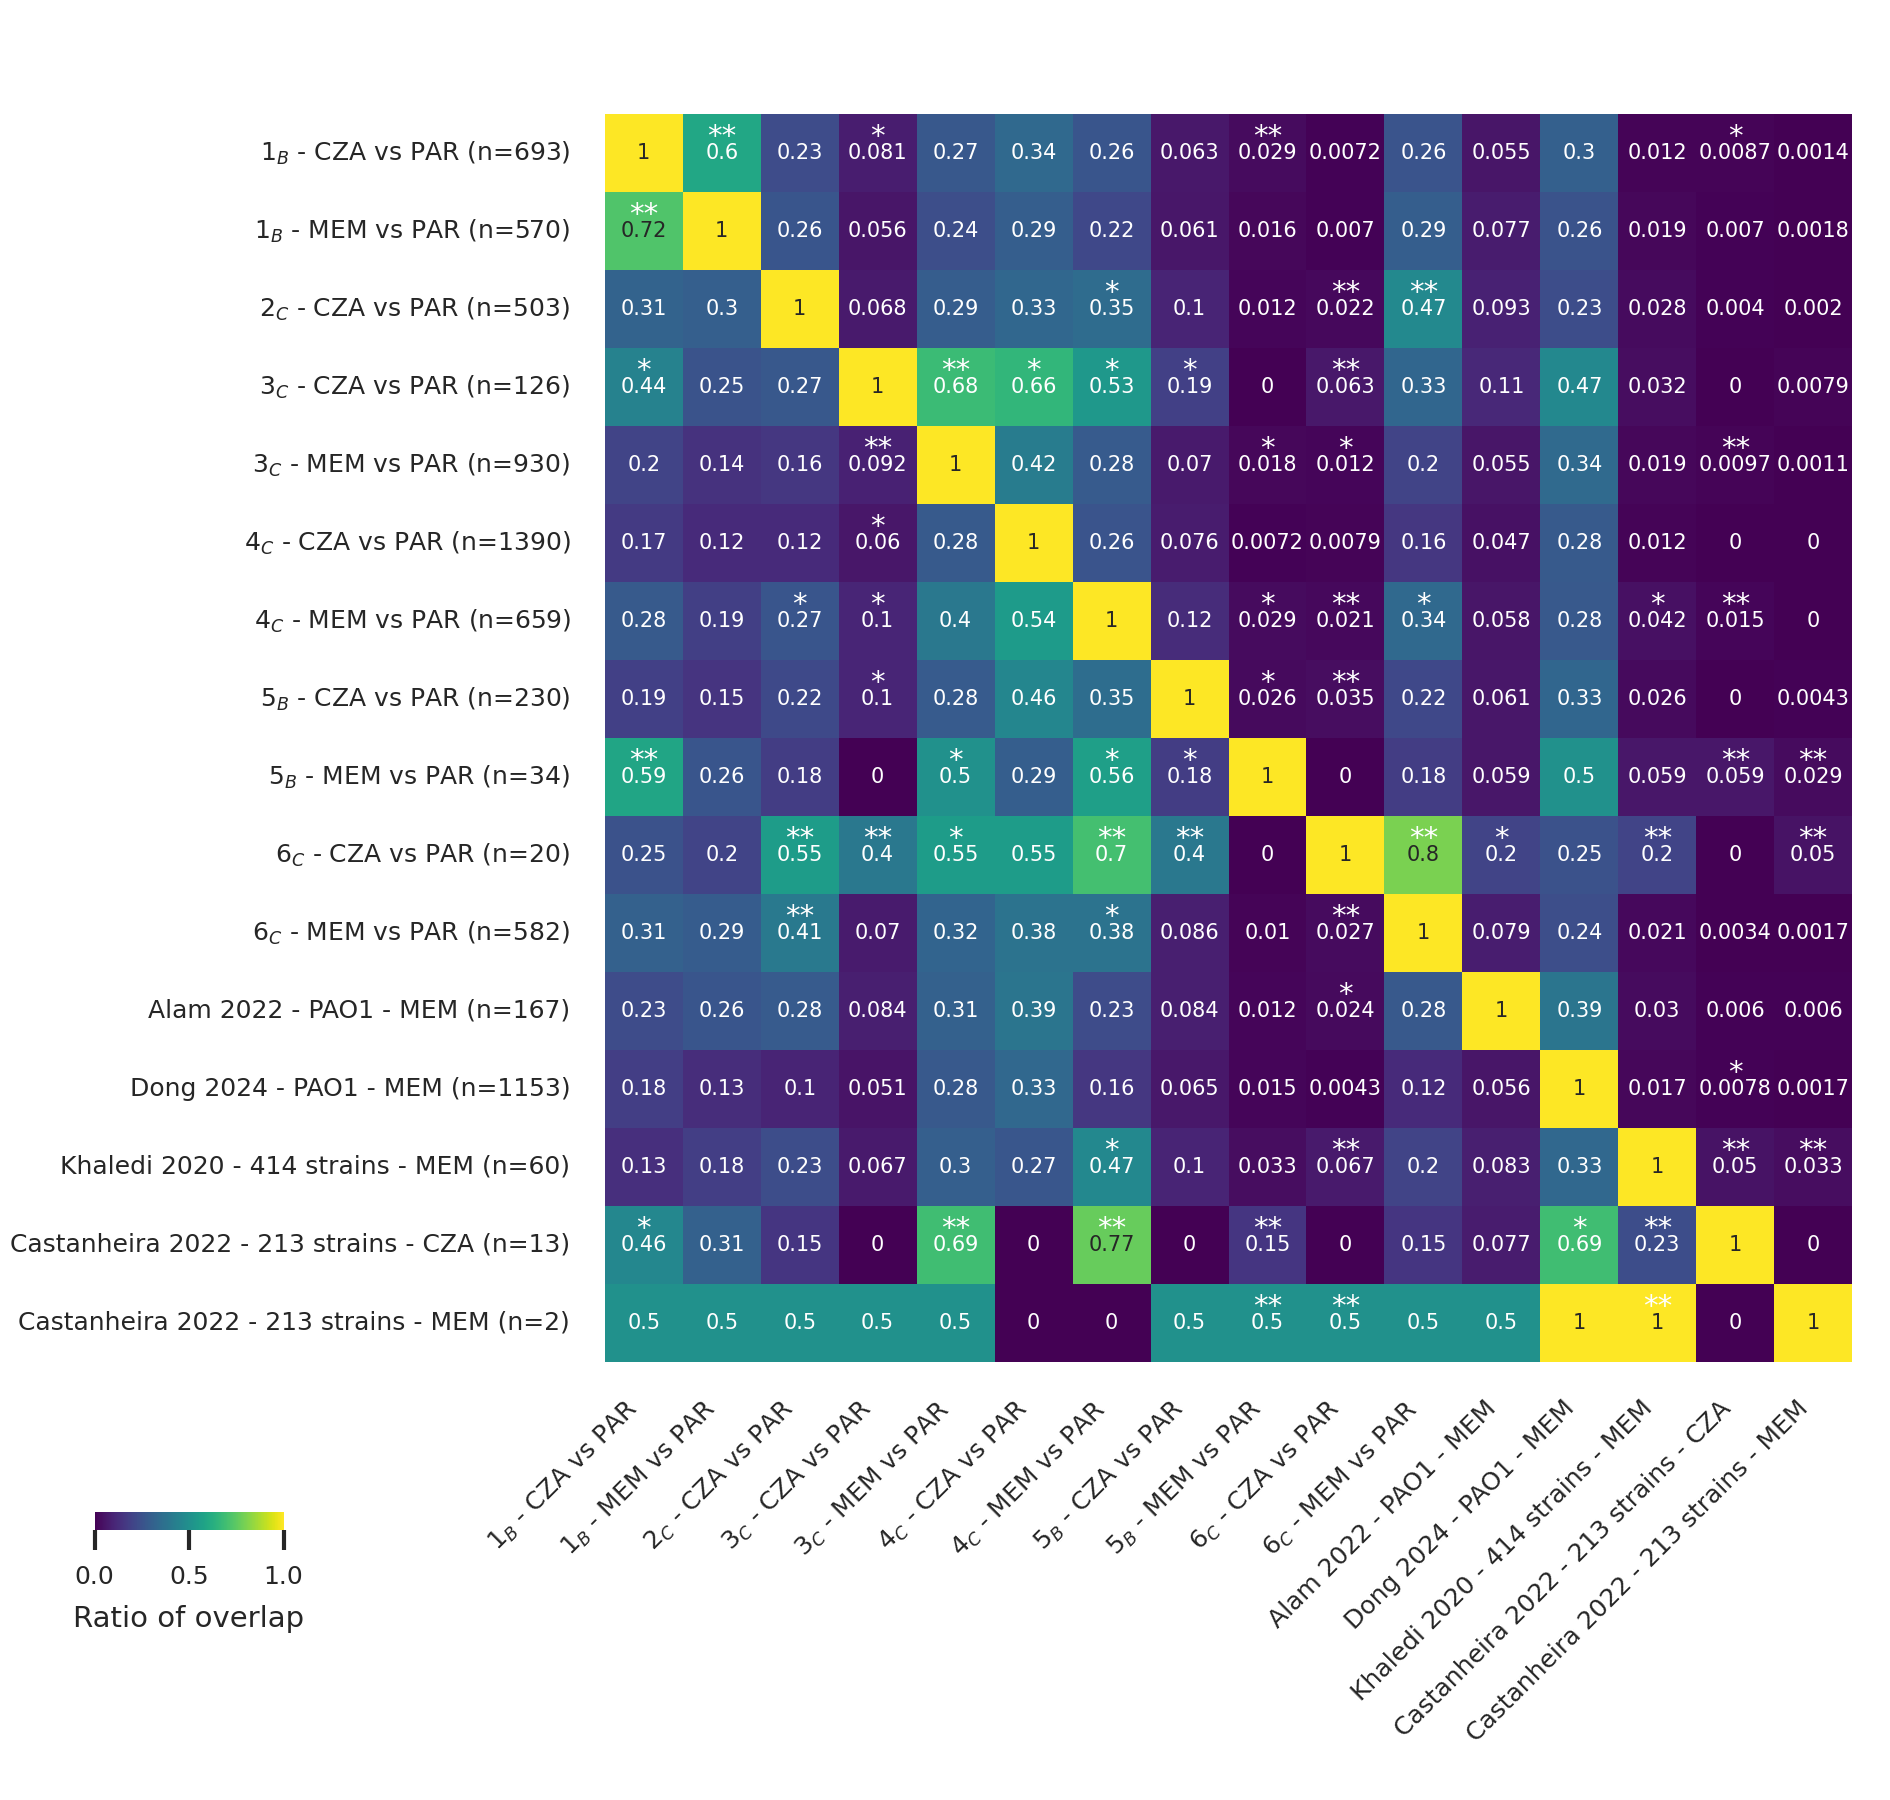 ** * ** *
1B - CZA vs PAR (n=693) 1 0.6 0.23 0.081 0.27 0.34 0.26 0.063 0.029 0.0072 0.26 0.055 0.3 0.012 0.0087 0.0014
**
1B - MEM vs PAR (n=570) 0.72 1 0.26 0.056 0.24 0.29 0.22 0.061 0.016 0.007 0.29 0.077 0.26 0.019 0.007 0.0018
* ** **
2C - CZA vs PAR (n=503) 0.31 0.3 1 0.068 0.29 0.33 0.35 0.1 0.012 0.022 0.47 0.093 0.23 0.028 0.004 0.002
* ** * * * **
3C - CZA vs PAR (n=126) 0.44 0.25 0.27 1 0.68 0.66 0.53 0.19 0 0.063 0.33 0.11 0.47 0.032 0 0.0079
** * * **
3C - MEM vs PAR (n=930) 0.2 0.14 0.16 0.092 1 0.42 0.28 0.07 0.018 0.012 0.2 0.055 0.34 0.019 0.0097 0.0011
*
4C - CZA vs PAR (n=1390) 0.17 0.12 0.12 0.06 0.28 1 0.26 0.076 0.0072 0.0079 0.16 0.047 0.28 0.012 0 0
* * * ** * * **
4C - MEM vs PAR (n=659) 0.28 0.19 0.27 0.1 0.4 0.54 1 0.12 0.029 0.021 0.34 0.058 0.28 0.042 0.015 0
* * **
5B - CZA vs PAR (n=230) 0.19 0.15 0.22 0.1 0.28 0.46 0.35 1 0.026 0.035 0.22 0.061 0.33 0.026 0 0.0043
** * * * ** **
5B - MEM vs PAR (n=34) 0.59 0.26 0.18 0 0.5 0.29 0.56 0.18 1 0 0.18 0.059 0.5 0.059 0.059 0.029
** ** * ** ** ** * ** **
6C - CZA vs PAR (n=20) 0.25 0.2 0.55 0.4 0.55 0.55 0.7 0.4 0 1 0.8 0.2 0.25 0.2 0 0.05
** * **
6C - MEM vs PAR (n=582) 0.31 0.29 0.41 0.07 0.32 0.38 0.38 0.086 0.01 0.027 1 0.079 0.24 0.021 0.0034 0.0017
*
Alam 2022 - PAO1 - MEM (n=167) 0.23 0.26 0.28 0.084 0.31 0.39 0.23 0.084 0.012 0.024 0.28 1 0.39 0.03 0.006 0.006
*
Dong 2024 - PAO1 - MEM (n=1153) 0.18 0.13 0.1 0.051 0.28 0.33 0.16 0.065 0.015 0.0043 0.12 0.056 1 0.017 0.0078 0.0017
* ** ** **
Khaledi 2020 - 414 strains - MEM (n=60) 0.13 0.18 0.23 0.067 0.3 0.27 0.47 0.1 0.033 0.067 0.2 0.083 0.33 1 0.05 0.033
* ** ** ** * **
Castanheira 2022 - 213 strains - CZA (n=13) 0.46 0.31 0.15 0 0.69 0 0.77 0 0.15 0 0.15 0.077 0.69 0.23 1 0
** ** **
Castanheira 2022 - 213 strains - MEM (n=2) 0.5 0.5 0.5 0.5 0.5 0 0 0.5 0.5 0.5 0.5 0.5 1 1 0 1
1B - CZA vs PAR
1B - MEM vs PAR
2C - CZA vs PAR
3C - CZA vs PAR
3C - MEM vs PAR
4C - CZA vs PAR
4C - MEM vs PAR
5B - CZA vs PAR
5B - MEM vs PAR
6C - CZA vs PAR
6C - MEM vs PAR
Alam 2022 - PAO1 - MEM
Dong 2024 - PAO1 - MEM
Khaledi 2020 - 414 strains - MEM
Castanheira 2022 - 213 strains - CZA
Castanheira 2022 - 213 strains - MEM
0.0 0.5 1.0
Ratio of overlap